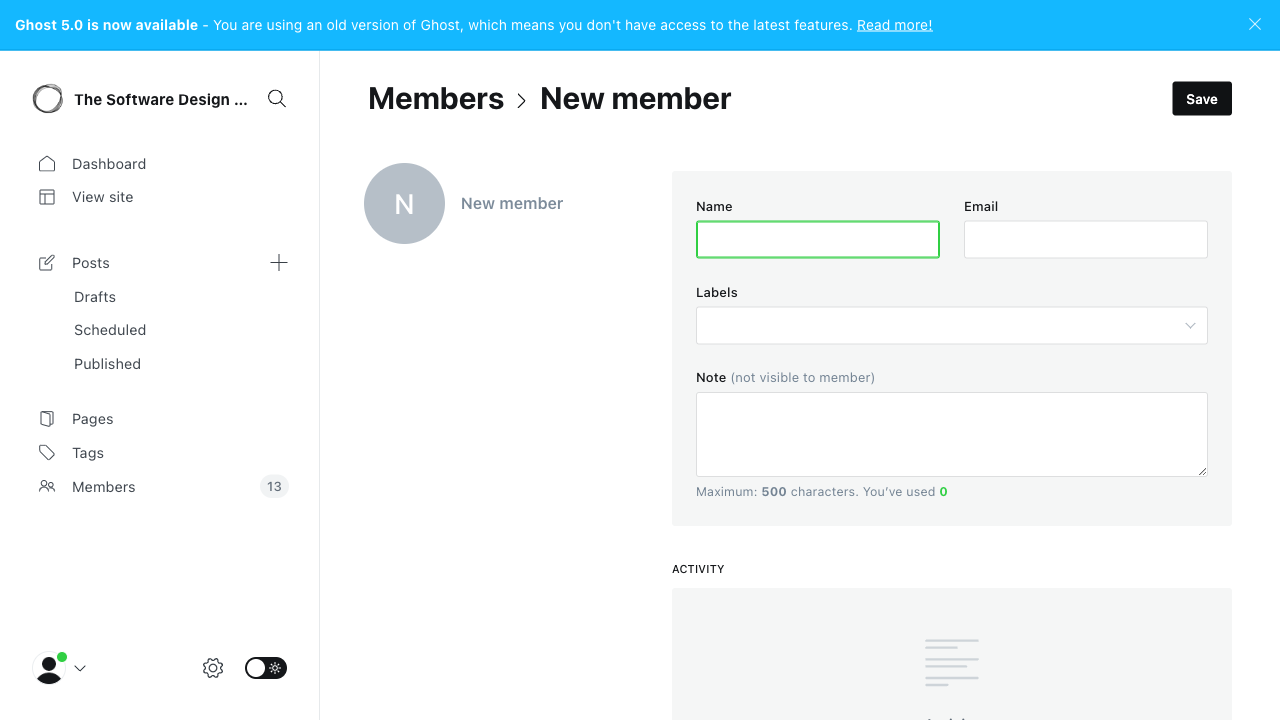 Ghost 5.0 is now available - You are using an old version of Ghost, which means you don't have access to the latest features. Read more!
The Software Design ...
Dashboard
View site
Posts
Drafts
Scheduled
Published
Pages
Tags
Members 13
Members > New member
Save
N
New member
Name
Email
Labels
Note (not visible to member)
Maximum: 500 characters. You've used 0
ACTIVITY